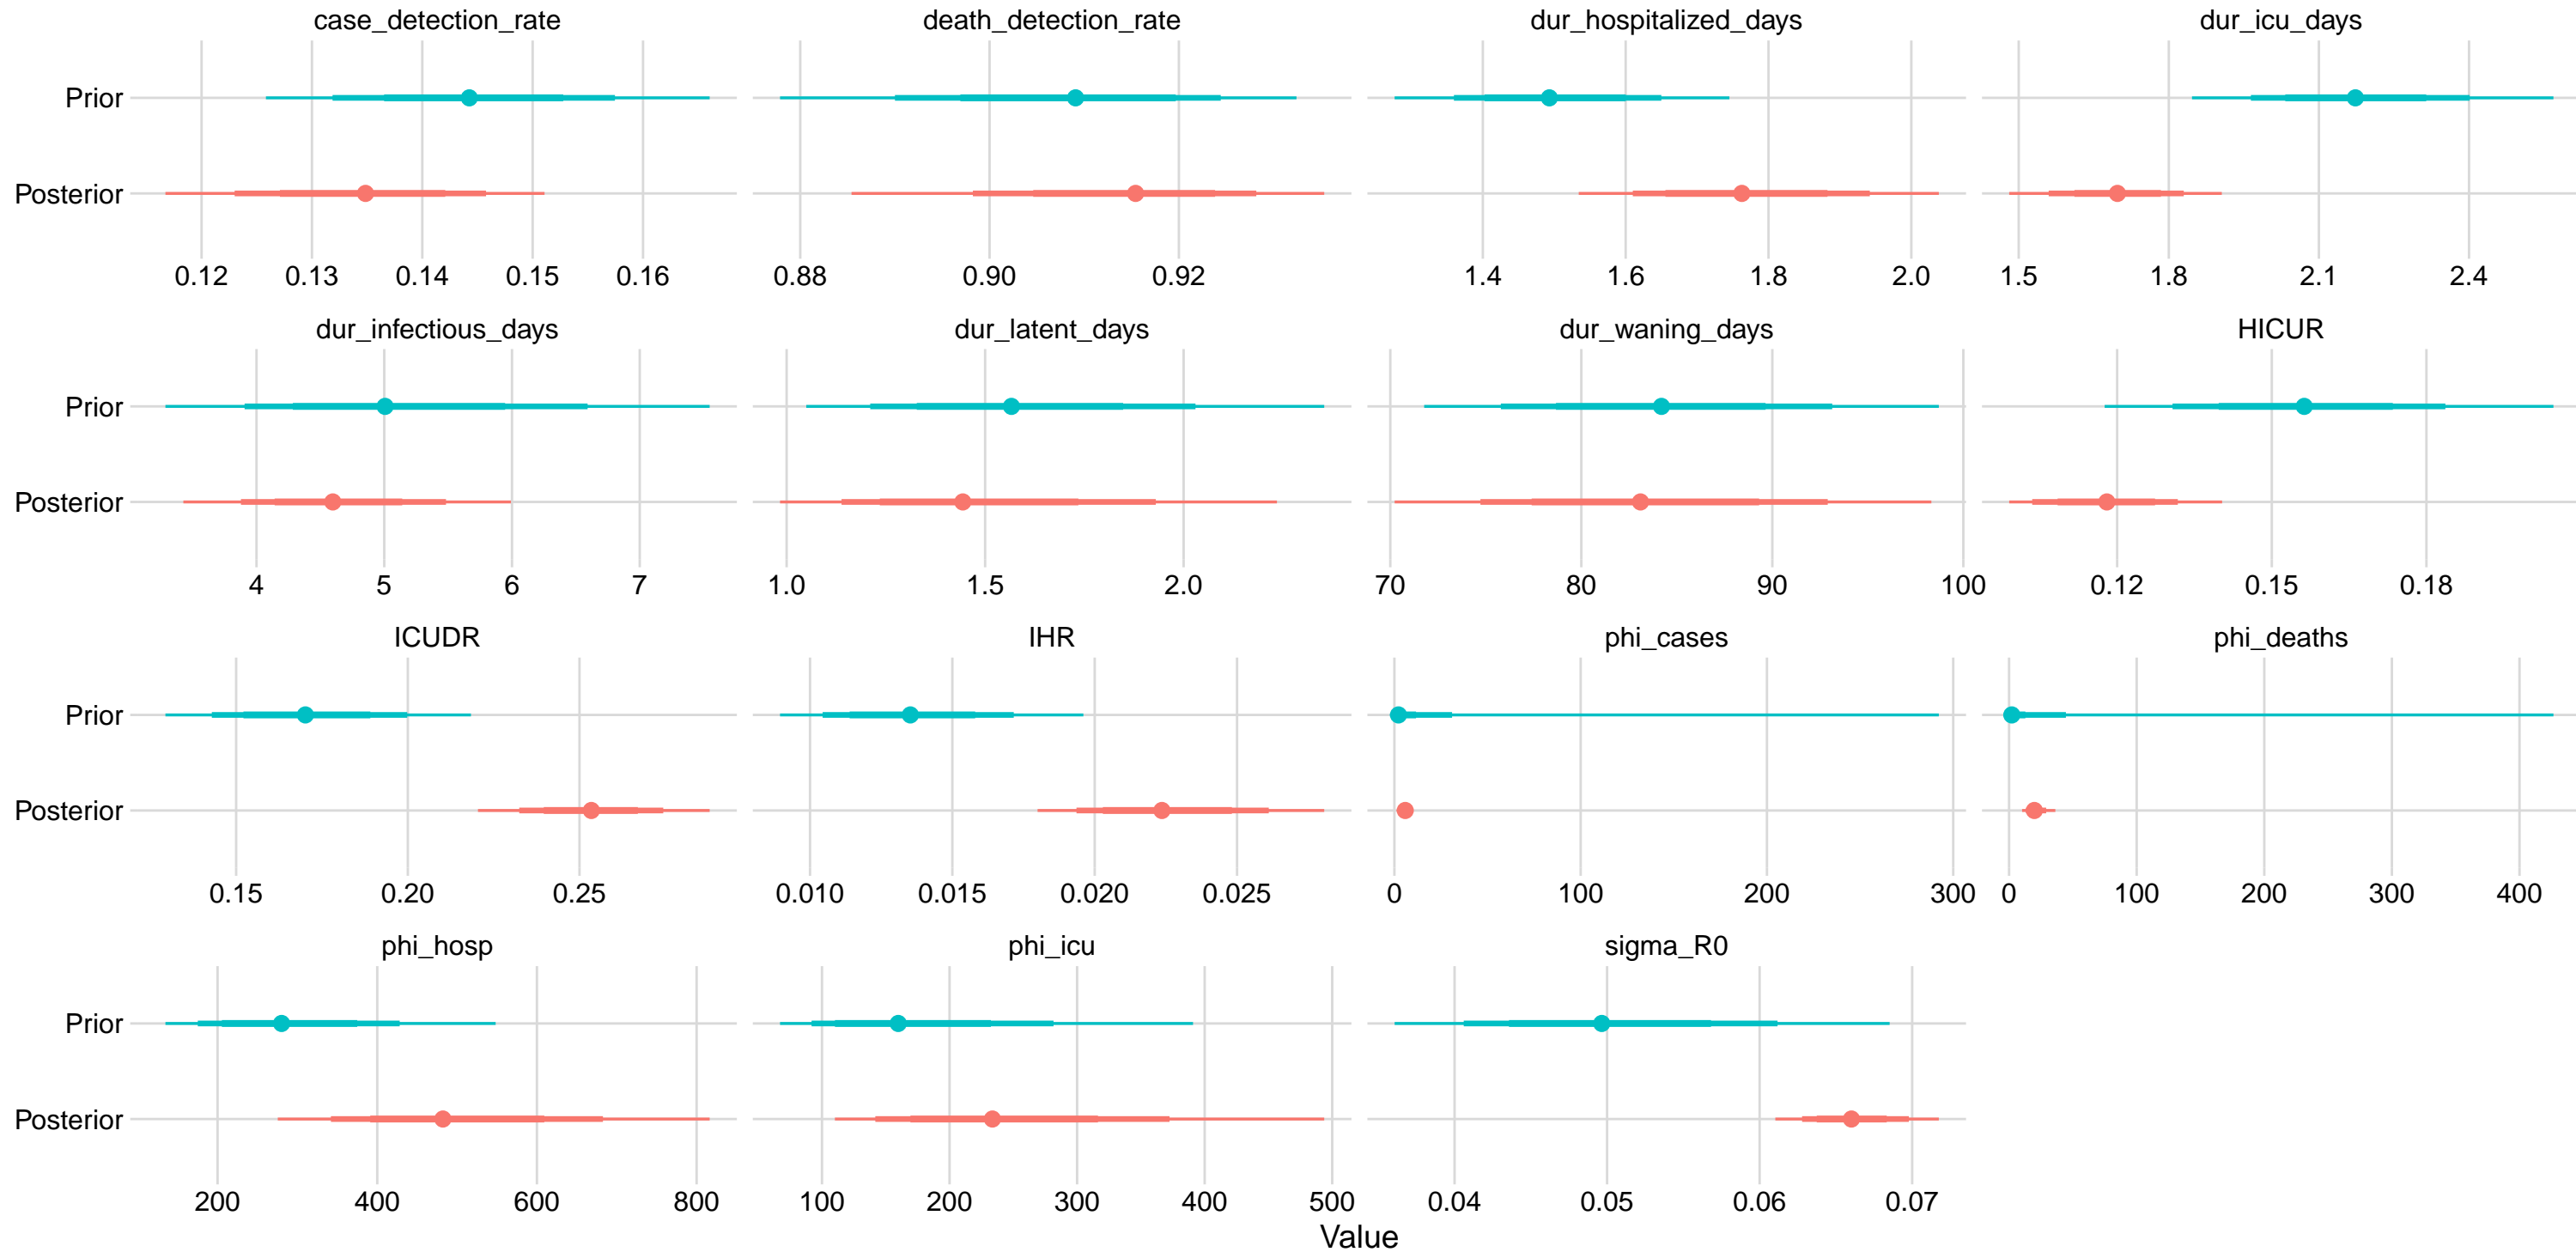 case_detection_rate death_detection_rate dur_hospitalized_days dur_icu_days
Prior
Posterior
0.12 0.13 0.14 0.15 0.16 0.88 0.90 0.92 1.4 1.6 1.8 2.0 1.5 1.8 2.1 2.4
dur_infectious_days dur_latent_days dur_waning_days HICUR
Prior
Posterior
4 5 6 7 1.0 1.5 2.0 70 80 90 100 0.12 0.15 0.18
ICUDR IHR phi_cases phi_deaths
Prior
Posterior
0.15 0.20 0.25 0.010 0.015 0.020 0.025 0 100 200 300 0 100 200 300 400
phi_hosp phi_icu sigma_R0
Prior
Posterior
200 400 600 800 100 200 300 400 500 0.04 0.05 0.06 0.07
Value